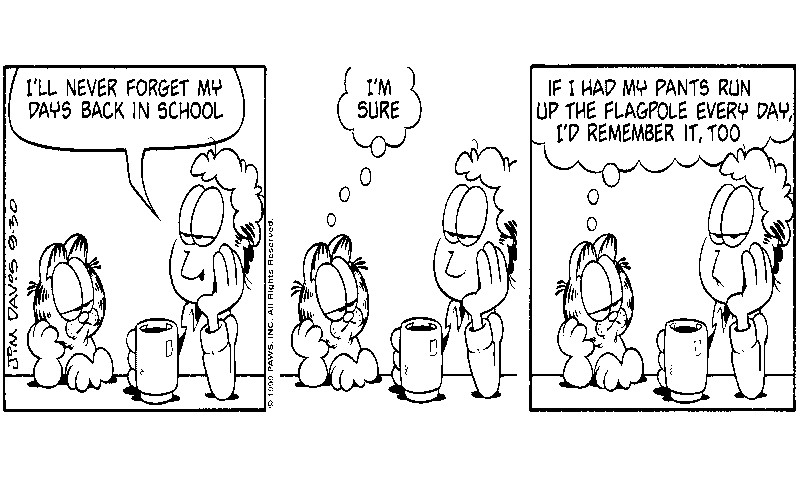 I'LL NEVER FORGET MY
DAYS BACK IN SCHOOL
JIM DAVIS 9-30
© 1990 PAWS, INC. All Rights Reserved.
I'M
SURE
IF I HAD MY PANTS RUN
UP THE FLAGPOLE EVERY DAY,
I'D REMEMBER IT, TOO